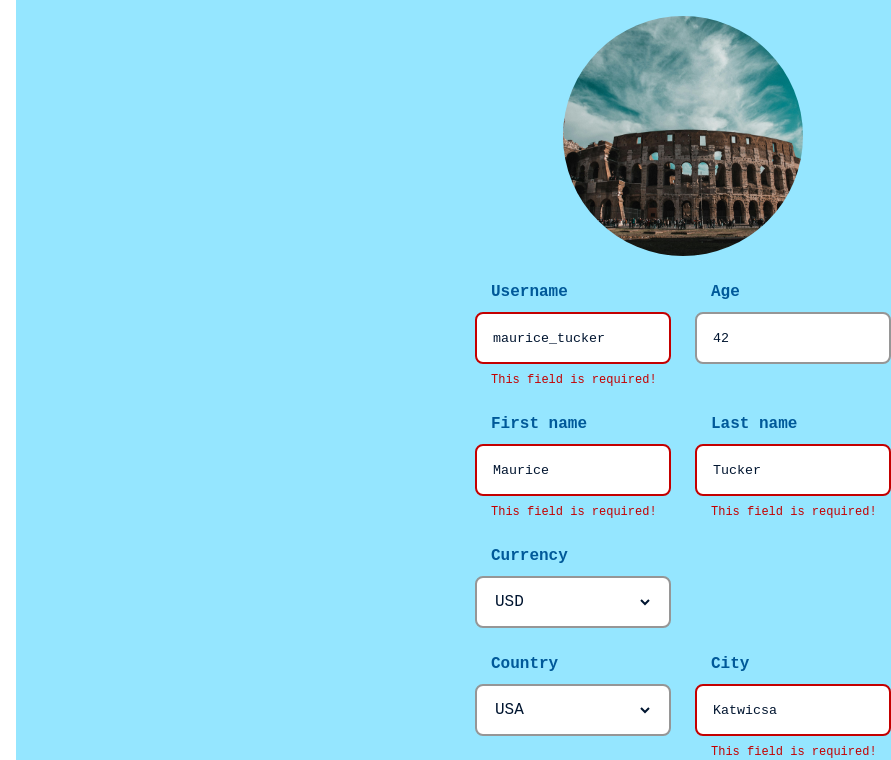 Username Age
maurice_tucker 42
This field is required!
First name Last name
Maurice Tucker
This field is required! This field is required!
Currency
USD
Country City
USA Katwicsa
This field is required!